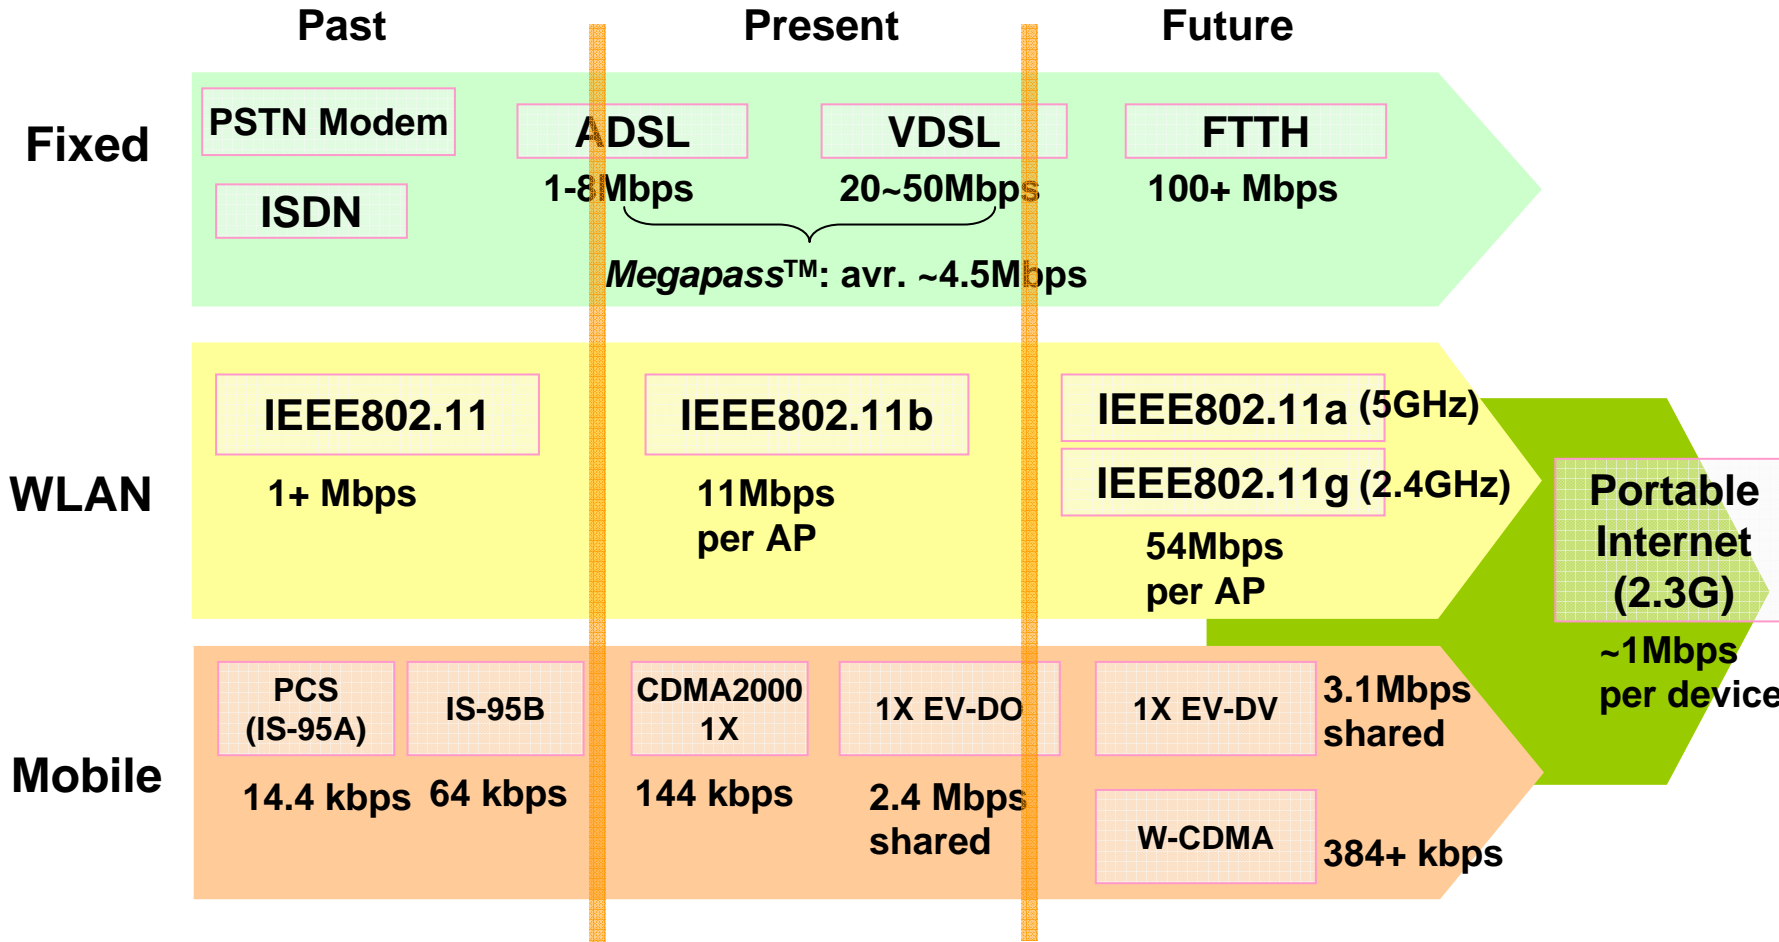 Past Present Future
Fixed
PSTN Modem
ISDN
ADSL
1-8Mbps
VDSL
20~50Mbps
Megapass™: avr. ~4.5Mbps
FTTH
100+ Mbps
WLAN
IEEE802.11
1+ Mbps
IEEE802.11b
11Mbps
per AP
IEEE802.11a (5GHz)
IEEE802.11g (2.4GHz)
54Mbps
per AP
Portable
Internet
(2.3G)
~1Mbps
per device
Mobile
PCS
(IS-95A)
14.4 kbps
IS-95B
64 kbps
CDMA2000
1X
144 kbps
1X EV-DO
2.4 Mbps
shared
1X EV-DV
3.1Mbps
shared
W-CDMA
384+ kbps